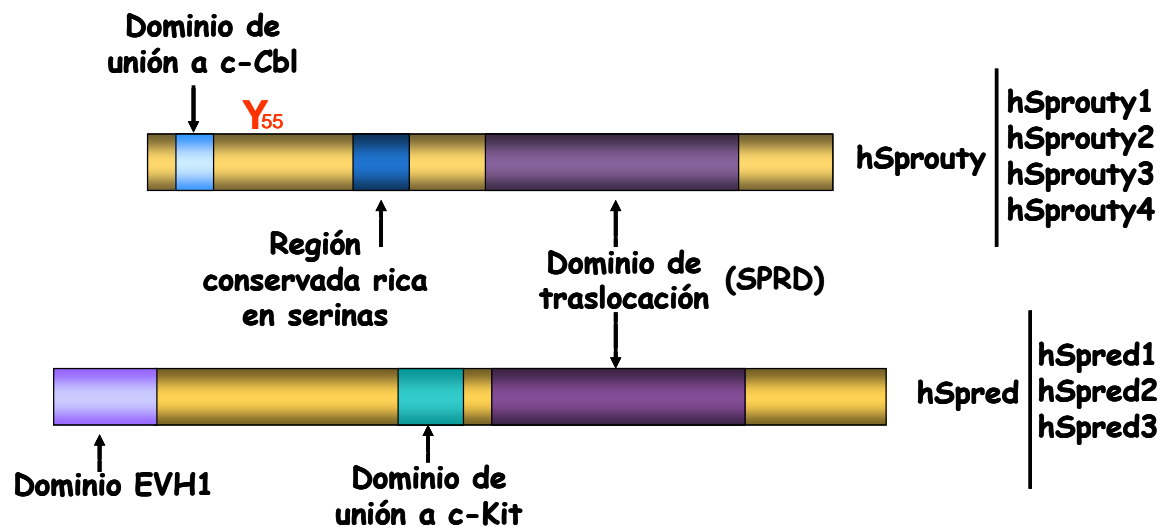 Dominio de
unión a c-Cbl
Y55
hSprouty
hSprouty1
hSprouty2
hSprouty3
hSprouty4
Región
conservada rica
en serinas
Dominio de
traslocación
(SPRD)
hSpred
hSpred1
hSpred2
hSpred3
Dominio EVH1
Dominio de
unión a c-Kit